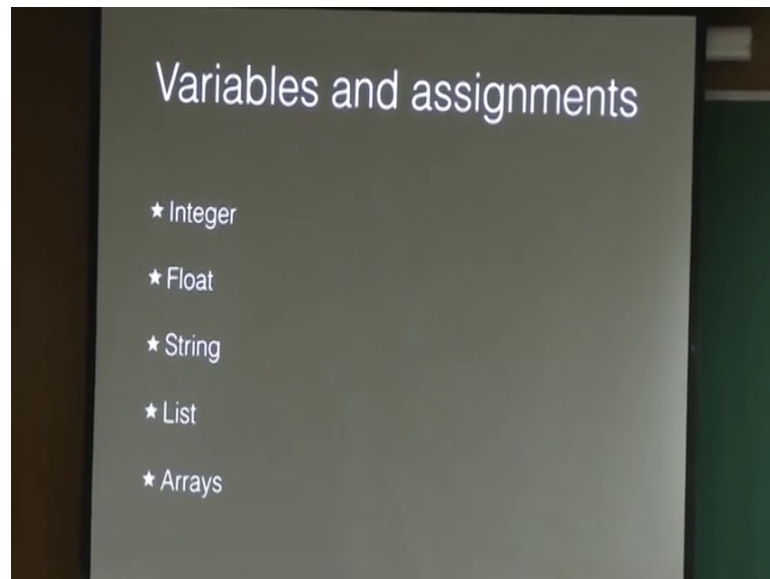 Variables and assignments
★ Integer
★ Float
★ String
★ List
★ Arrays